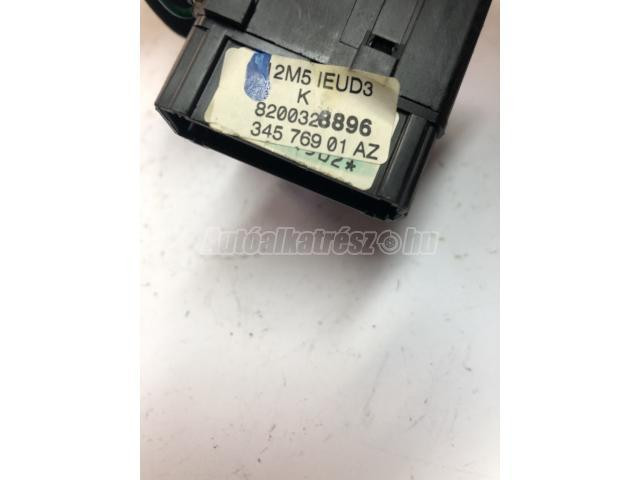 2M5 IEUD3
K
8200328896
345 769 01 AZ
Autóalkatrész.hu